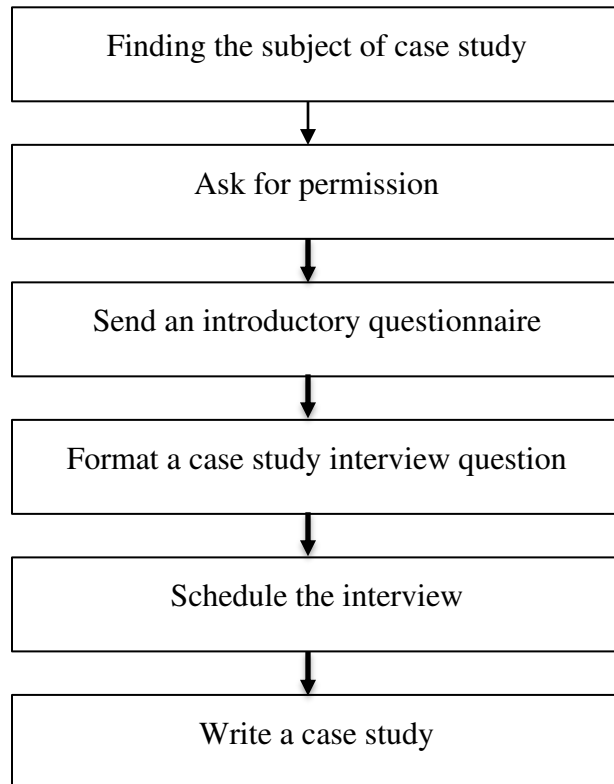 Finding the subject of case study
Ask for permission
Send an introductory questionnaire
Format a case study interview question
Schedule the interview
Write a case study